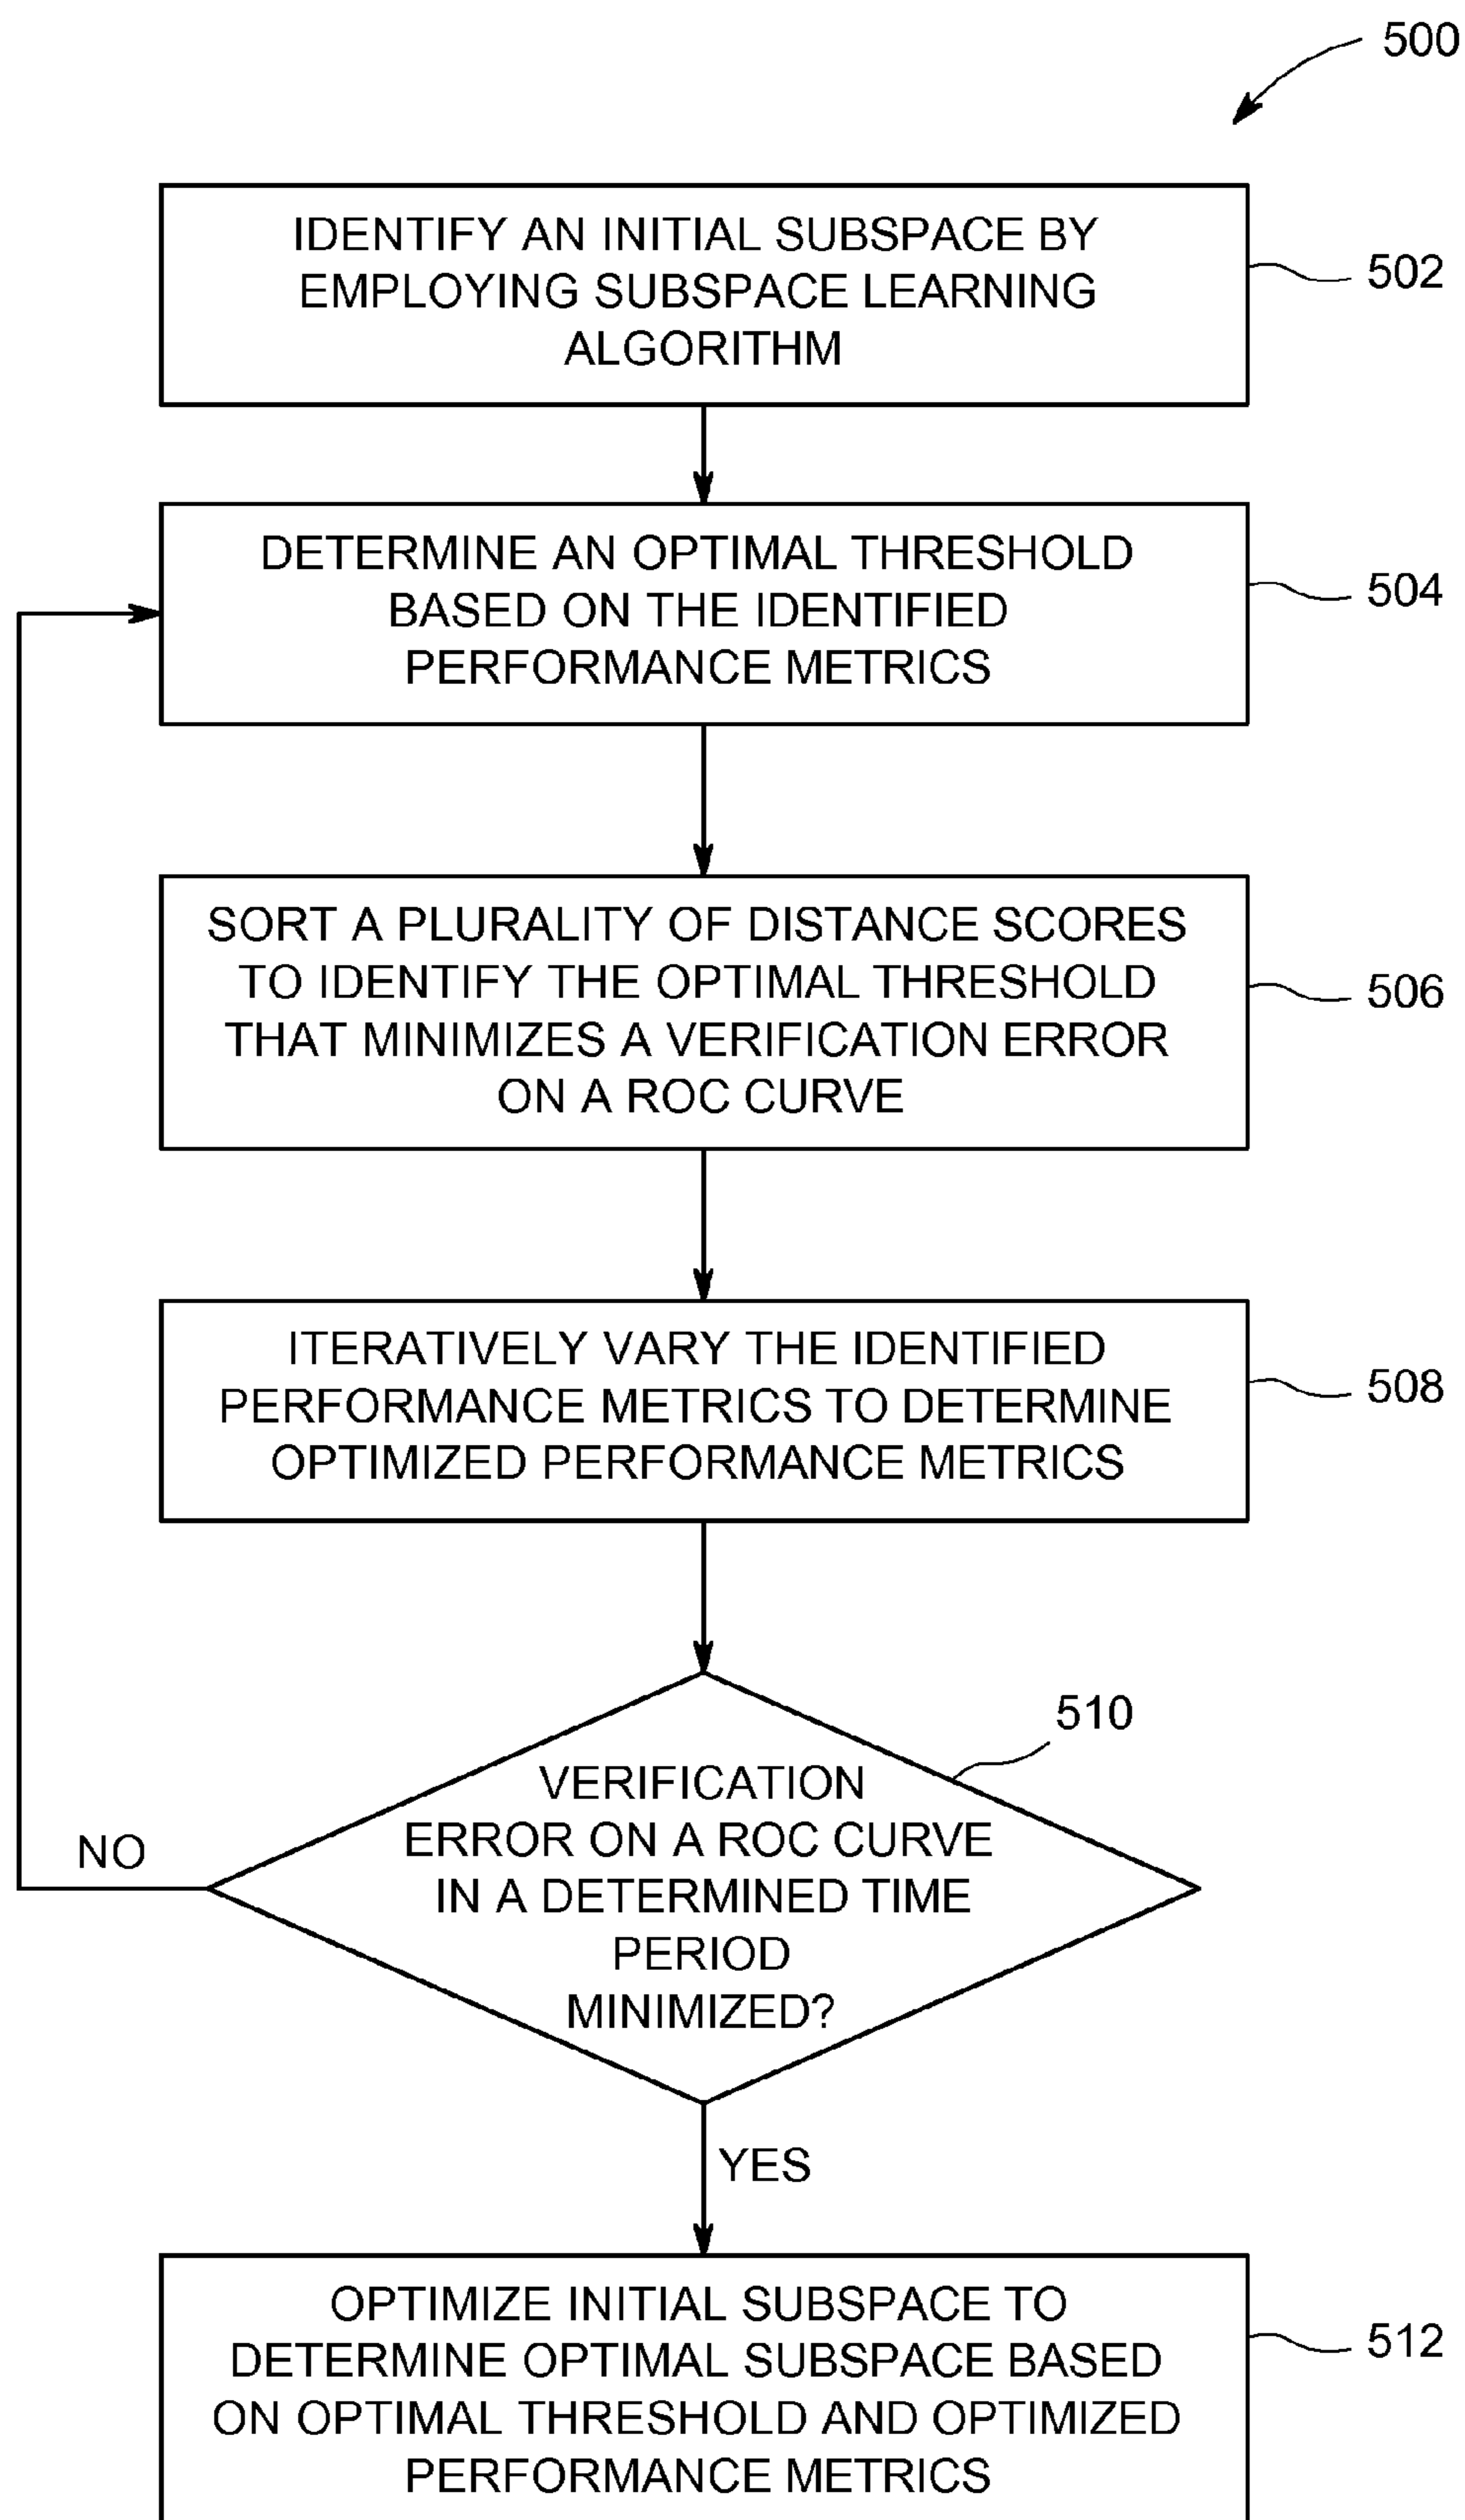 500
IDENTIFY AN INITIAL SUBSPACE BY
EMPLOYING SUBSPACE LEARNING
ALGORITHM
502
DETERMINE AN OPTIMAL THRESHOLD
BASED ON THE IDENTIFIED
PERFORMANCE METRICS
504
SORT A PLURALITY OF DISTANCE SCORES
TO IDENTIFY THE OPTIMAL THRESHOLD
THAT MINIMIZES A VERIFICATION ERROR
ON A ROC CURVE
506
ITERATIVELY VARY THE IDENTIFIED
PERFORMANCE METRICS TO DETERMINE
OPTIMIZED PERFORMANCE METRICS
508
510
VERIFICATION
ERROR ON A ROC CURVE
IN A DETERMINED TIME
PERIOD
MINIMIZED?
NO
YES
OPTIMIZE INITIAL SUBSPACE TO
DETERMINE OPTIMAL SUBSPACE BASED
ON OPTIMAL THRESHOLD AND OPTIMIZED
PERFORMANCE METRICS
512